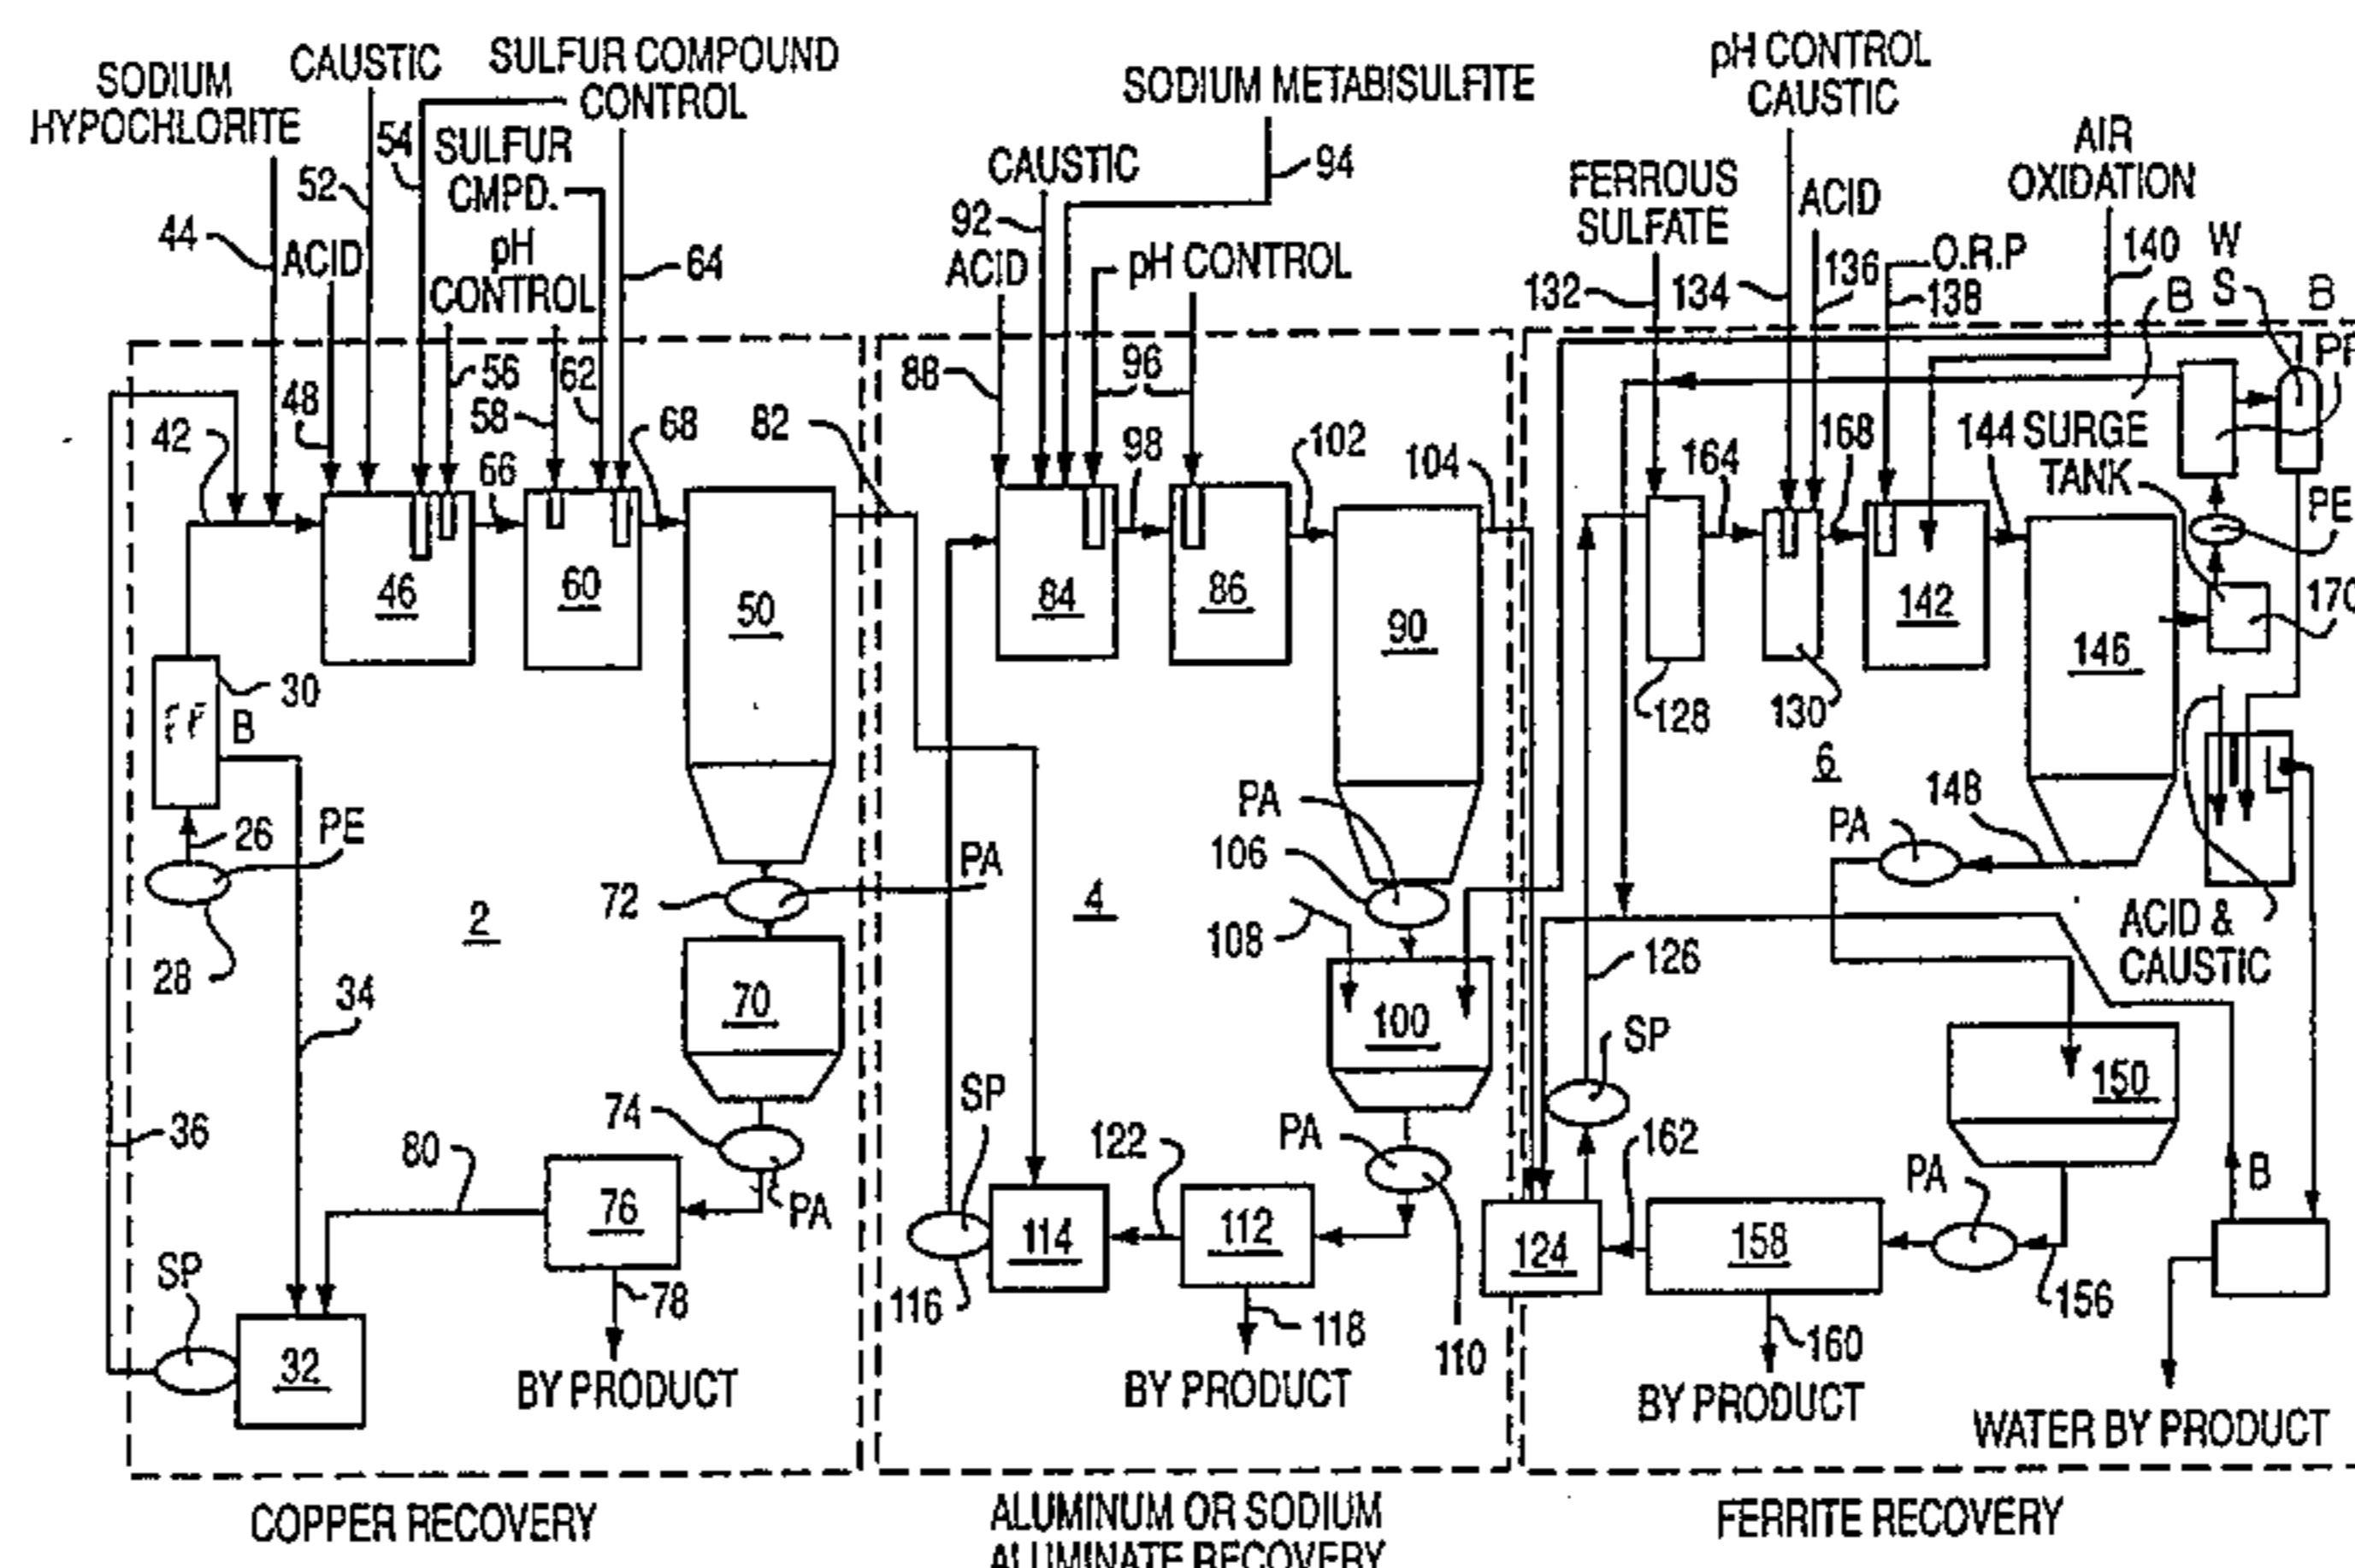 SODIUM
HYPOCHLORITE
CAUSTIC
SULFUR COMPOUND
CONTROL
SULFUR
CMPD.
pH
CONTROL
ACID
44
52
54
64
48
56
58
62
42
66
68
82
46
60
50
30
B
26
PE
28
2
34
36
72
PA
70
74
PA
80
76
78
SP
32
BY PRODUCT
COPPER RECOVERY
SODIUM METABISULFITE
94
CAUSTIC
92
ACID
pH CONTROL
88
96
98
102
104
84
86
90
4
PA
106
108
100
SP
122
PA
114
112
116
118
110
BY PRODUCT
ALUMINUM OR SODIUM
ALUMINATE RECOVERY
pH CONTROL
CAUSTIC
AIR
OXIDATION
FERROUS
SULFATE
ACID
O.R.P
132
134
136
138
140
W
S
B
B
164
168
144
SURGE
TANK
PE
170
142
146
128
130
6
PA
148
ACID &
CAUSTIC
126
SP
150
162
PA
B
124
158
156
160
BY PRODUCT
WATER BY PRODUCT
FERRITE RECOVERY